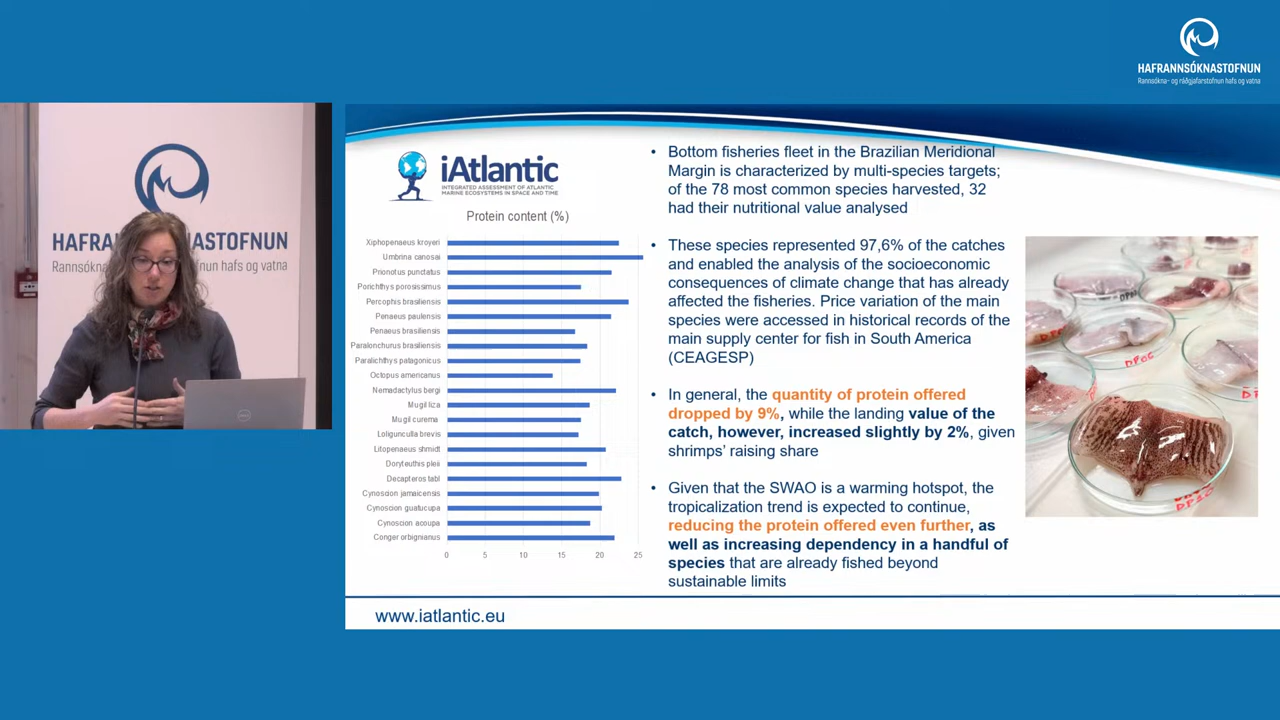 HAFRANNSÓKNASTOFNUN
Rannsókna- og ráðgjafarstofnun hafs og vatna
HAFR NASTOFNUN
Rannsóknas nun hafs og vatna
iAtlantic
INTEGRATED ASSESSMENT OF ATLANTIC
MARINE ECOSYSTEMS IN SPACE AND TIME
Protein content (%)
Xiphopenaeus kroyeri
Umbrina canosai
Prionotus punctatus
Porichthys porosissimus
Percophis brasiliensis
Penaeus paulensis
Penaeus brasiliensis
Paralonchurus brasiliensis
Paralichthys patagonicus
Octopus americanus
Nemadactylus bergi
Mugil liza
Mugil curema
Loligunculla brevis
Litopenaeus shmidt
Doryteuthis pleii
Decapteros tabl
Cynoscion jamaicensis
Cynoscion guatucupa
Cynoscion acoupa
Conger orbignianus
0 5 10 15 20 25
• Bottom fisheries fleet in the Brazilian Meridional
Margin is characterized by multi-species targets;
of the 78 most common species harvested, 32
had their nutritional value analysed
• These species represented 97,6% of the catches
and enabled the analysis of the socioeconomic
consequences of climate change that has already
affected the fisheries. Price variation of the main
species were accessed in historical records of the
main supply center for fish in South America
(CEAGESP)
• In general, the quantity of protein offered
dropped by 9%, while the landing value of the
catch, however, increased slightly by 2%, given
shrimps' raising share
• Given that the SWAO is a warming hotspot, the
tropicalization trend is expected to continue,
reducing the protein offered even further, as
well as increasing dependency in a handful of
species that are already fished beyond
sustainable limits
www.iatlantic.eu